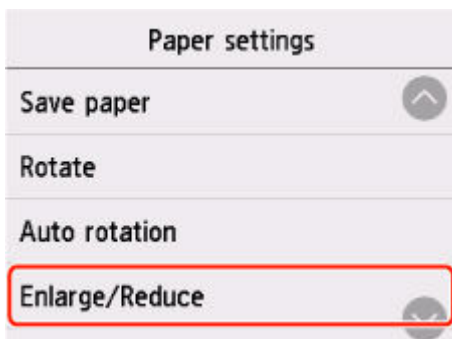 Paper settings
Save paper
Rotate
Auto rotation
Enlarge/Reduce